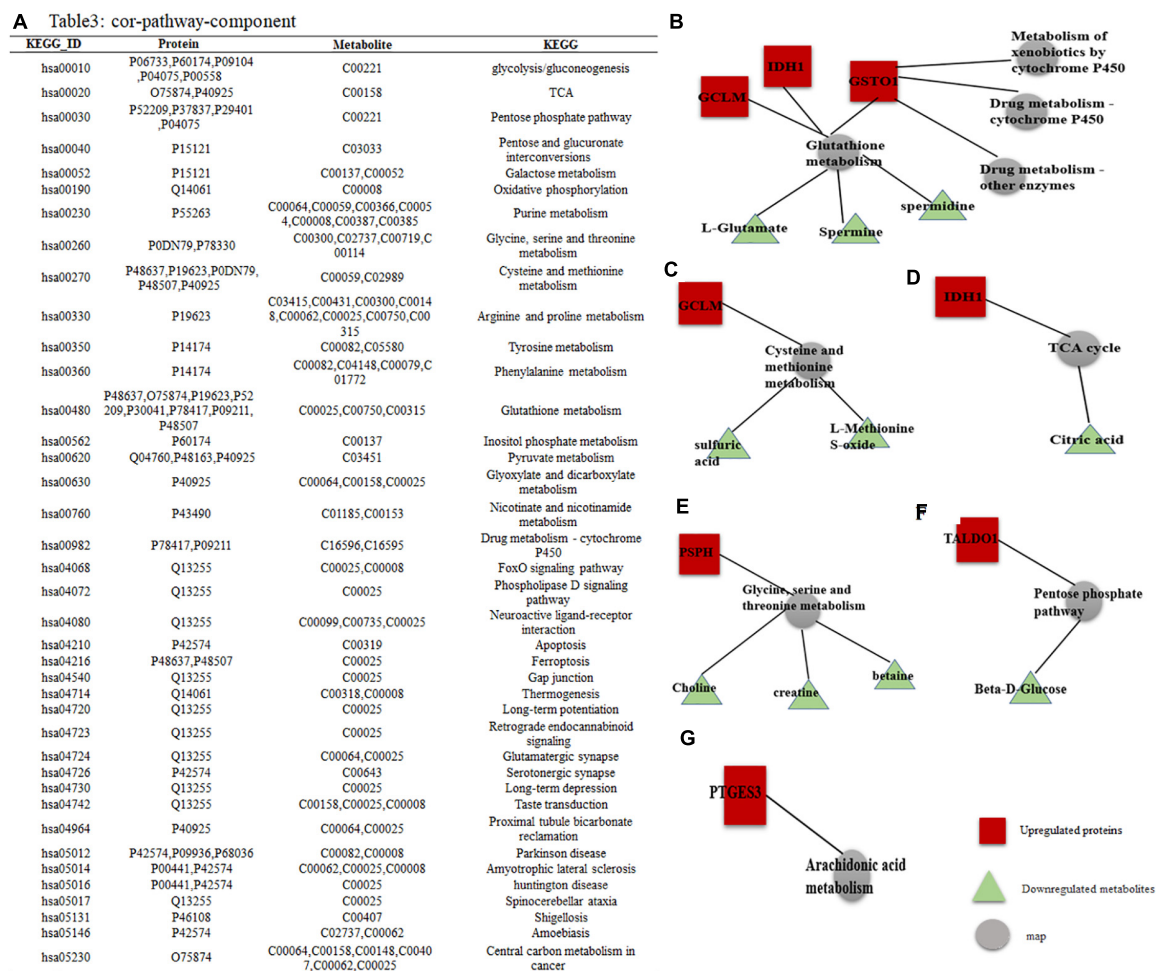 A Table3: cor-pathway-component
KEGG_ID Protein Metabolite KEGG
hsa00010 P06733,P60174,P09104,P04075,P00558 C00221 glycolysis/gluconeogenesis
hsa00020 O75874,P40925 C00158 TCA
hsa00030 P52209,P37837,P29401,P04075 C00221 Pentose phosphate pathway
hsa00040 P15121 C03033 Pentose and glucuronate interconversions
hsa00052 P15121 C00137,C00052 Galactose metabolism
hsa00190 Q14061 C00008 Oxidative phosphorylation
hsa00230 P55263 C00064,C00059,C00366,C00054,C00008,C00387,C00385 Purine metabolism
hsa00260 P0DN79,P78330 C00300,C02737,C00719,C00114 Glycine, serine and threonine metabolism
hsa00270 P48637,P19623,P0DN79,P48507,P40925 C00059,C02989 Cysteine and methionine metabolism
hsa00330 P19623 C03415,C00431,C00300,C00148,C00062,C00025,C00750,C00315 Arginine and proline metabolism
hsa00350 P14174 C00082,C05580 Tyrosine metabolism
hsa00360 P14174 C00082,C04148,C00079,C01772 Phenylalanine metabolism
hsa00480 P48637,O75874,P19623,P52209,P30041,P78417,P09211,P48507 C00025,C00750,C00315 Glutathione metabolism
hsa00562 P60174 C00137 Inositol phosphate metabolism
hsa00620 Q04760,P48163,P40925 C03451 Pyruvate metabolism
hsa00630 P40925 C00064,C00158,C00025 Glyoxylate and dicarboxylate metabolism
hsa00760 P43490 C01185,C00153 Nicotinate and nicotinamide metabolism
hsa00982 P78417,P09211 C16596,C16595 Drug metabolism - cytochrome P450
hsa04068 Q13255 C00025,C00008 FoxO signaling pathway
hsa04072 Q13255 C00025 Phospholipase D signaling pathway
hsa04080 Q13255 C00099,C00735,C00025 Neuroactive ligand-receptor interaction
hsa04210 P42574 C00319 Apoptosis
hsa04216 P48637,P48507 C00025 Ferroptosis
hsa04540 Q13255 C00025 Gap junction
hsa04714 Q14061 C00318,C00008 Thermogenesis
hsa04720 Q13255 C00025 Long-term potentiation
hsa04723 Q13255 C00025 Retrograde endocannabinoid signaling
hsa04724 Q13255 C00064,C00025 Glutamatergic synapse
hsa04726 P42574 C00643 Serotonergic synapse
hsa04730 Q13255 C00025 Long-term depression
hsa04742 Q13255 C00158,C00025,C00008 Taste transduction
hsa04964 P40925 C00064,C00025 Proximal tubule bicarbonate reclamation
hsa05012 P42574,P09936,P68036 C00082,C00008 Parkinson disease
hsa05014 P00441,P42574 C00062,C00025,C00008 Amyotrophic lateral sclerosis
hsa05016 P00441,P42574 C00025 huntington disease
hsa05017 Q13255 C00025 Spinocerebellar ataxia
hsa05131 P46108 C00407 Shigellosis
hsa05146 P42574 C02737,C00062 Amoebiasis
hsa05230 O75874 C00064,C00158,C00148,C00407,C00062,C00025 Central carbon metabolism in cancer
B
GCLM
IDH1
GSTO1
Metabolism of
xenobiotics by
cytochrome P450
Drug metabolism -
cytochrome P450
Drug metabolism -
other enzymes
Glutathione
metabolism
L-Glutamate
Spermine
spermidine
C
GCLM
Cysteine and
methionine
metabolism
sulfuric
acid
L-Methionine
S-oxide
D
IDH1
TCA cycle
Citric acid
E
PSPH
Glycine, serine and
threonine metabolism
Choline
creatine
betaine
F
TALDO1
Pentose phosphate
pathway
Beta-D-Glucose
G
PTGES3
Arachidonic acid
metabolism
Upregulated proteins
Downregulated metabolites
map